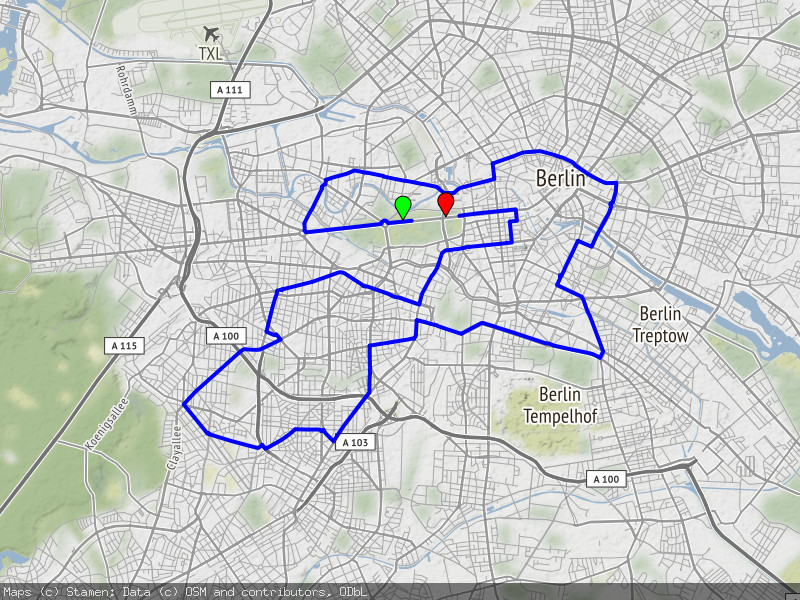 TXL
Rohrdamm
A 111
Berlin
Berlin
Treptow
A 100
A 115
Koenigsallee
Clayallee
Berlin
Tempelhof
A 103
A 100
Maps (c) Stamen; Data (c) OSM and contributors, ODbL